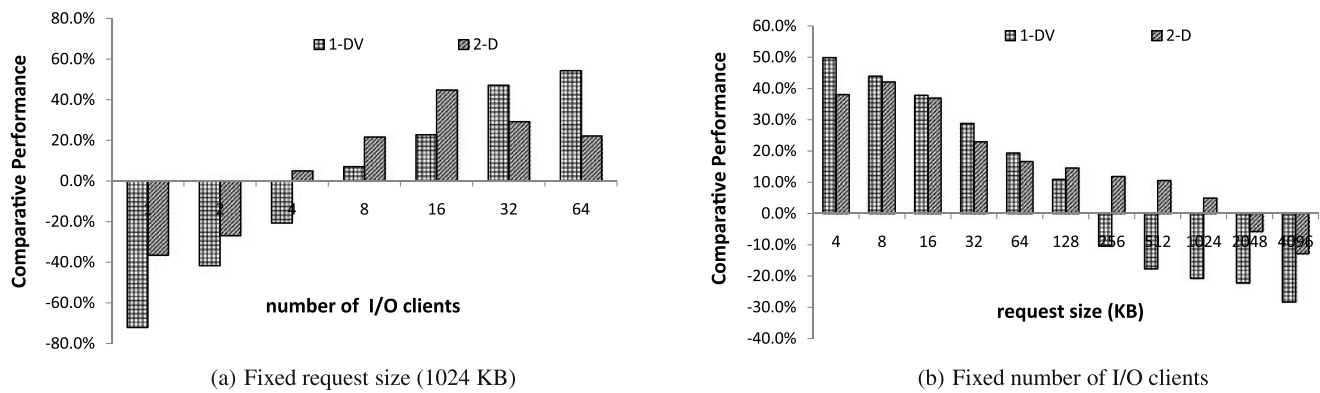 80.0%
60.0%
40.0%
20.0%
0.0%
-20.0%
-40.0%
-60.0%
-80.0%
Comparative Performance
1-DV 2-D
2 4 8 16 32 64
number of I/O clients
(a) Fixed request size (1024 KB)
60.0%
50.0%
40.0%
30.0%
20.0%
10.0%
0.0%
-10.0%
-20.0%
-30.0%
-40.0%
Comparative Performance
1-DV 2-D
4 8 16 32 64 128 256 512 1024 2048 4096
request size (KB)
(b) Fixed number of I/O clients